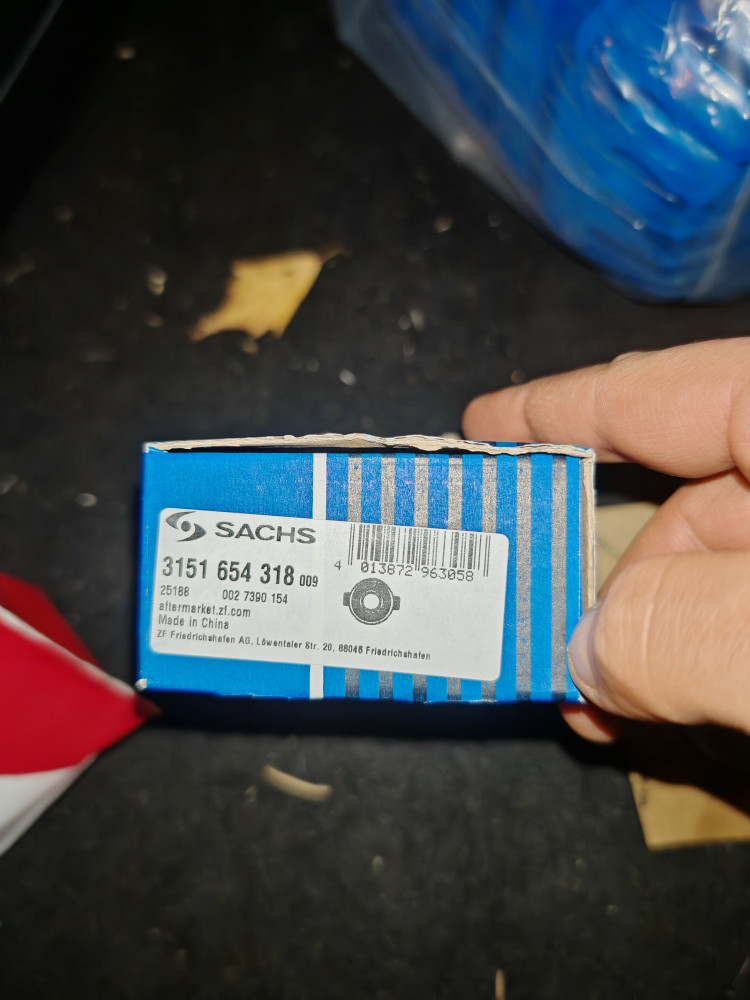 SACHS
3151 654 318 009
25188 002 7390 154
aftermarket.zf.com
Made in China
ZF Friedrichshafen AG, Löwentaler Str. 20, 88046 Friedrichshafen
4 013872 963058